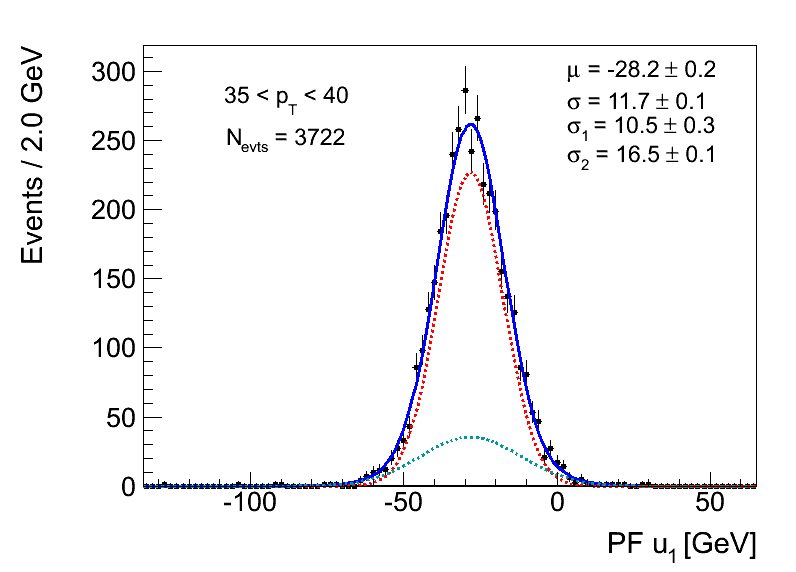 μ = -28.2 ± 0.2
35 < p_T < 40
σ = 11.7 ± 0.1
N_evts = 3722
σ_1 = 10.5 ± 0.3
σ_2 = 16.5 ± 0.1
Events / 2.0 GeV
300
250
200
150
100
50
0
-100 -50 0 50
PF u_1 [GeV]